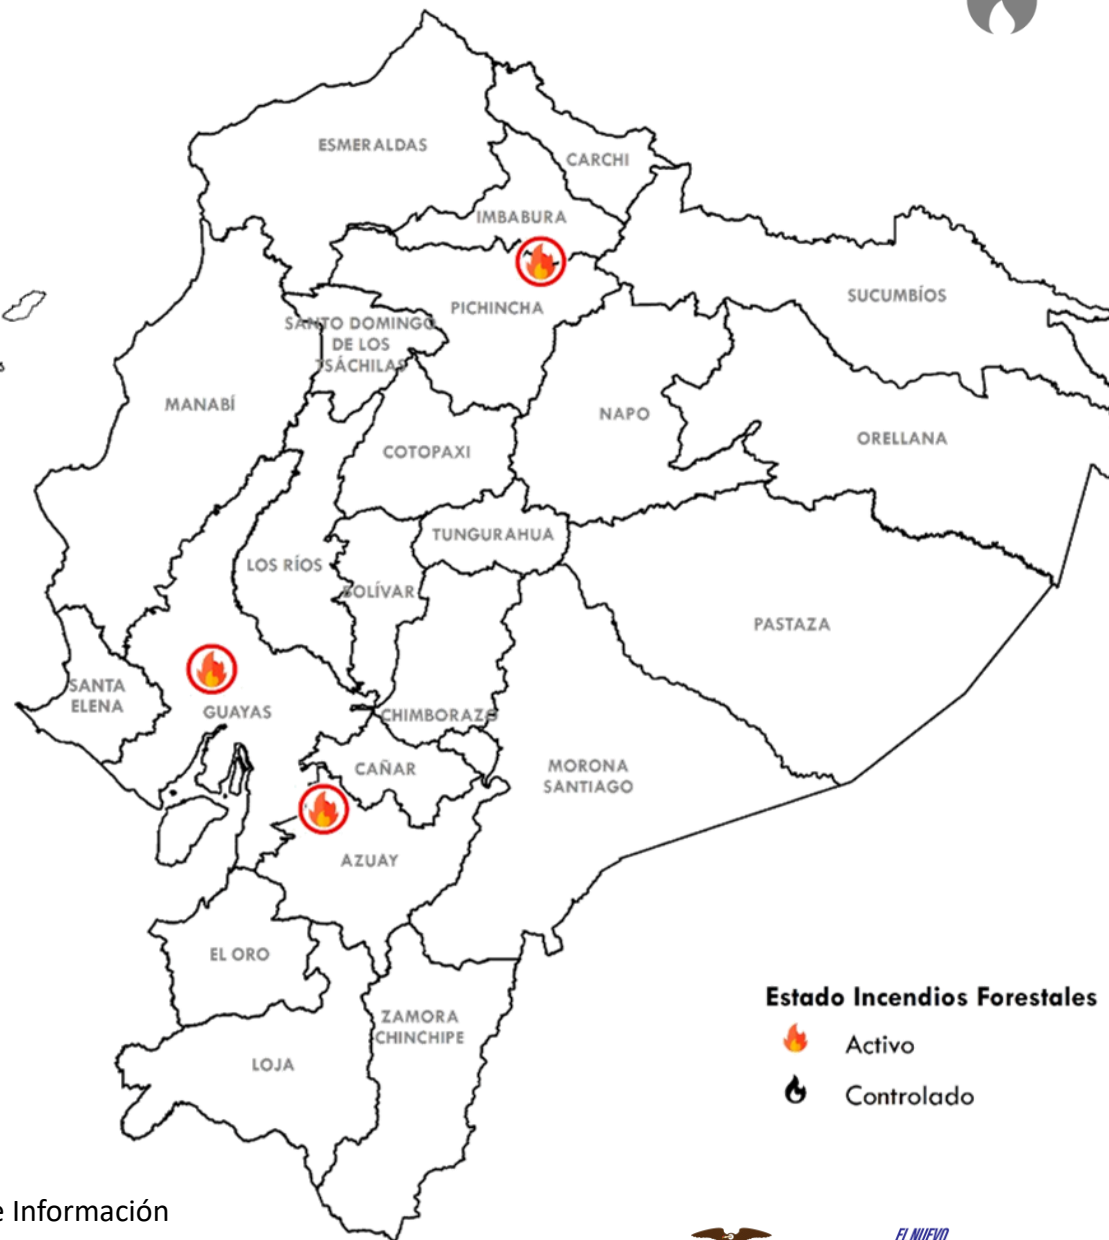 ESMERALDAS
CARCHI
IMBABURA
SUCUMBÍOS
PICHINCHA
SANTO DOMINGO
DE LOS
TSÁCHILAS
MANABÍ
NAPO
ORELLANA
COTOPAXI
TUNGURAHUA
LOS RÍOS
BOLÍVAR
PASTAZA
SANTA
ELENA
GUAYAS
CHIMBORAZO
CAÑAR
MORONA
SANTIAGO
AZUAY
EL ORO
ZAMORA
CHINCHIPE
LOJA
Estado Incendios Forestales
Activo
Controlado
e Información
EL NUEVO